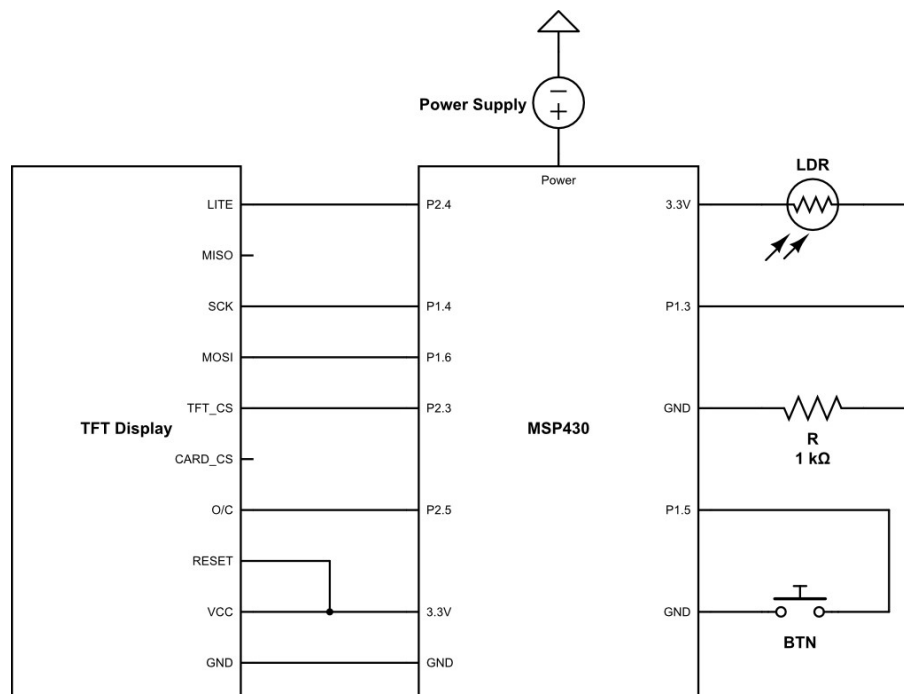 Power Supply
−
+
Power
LDR
LITE
P2.4
3.3V
MISO
SCK
P1.4
P1.3
MOSI
P1.6
TFT_CS
P2.3
GND
TFT Display
MSP430
R
1 kΩ
CARD_CS
O/C
P2.5
P1.5
RESET
VCC
3.3V
GND
BTN
GND
GND